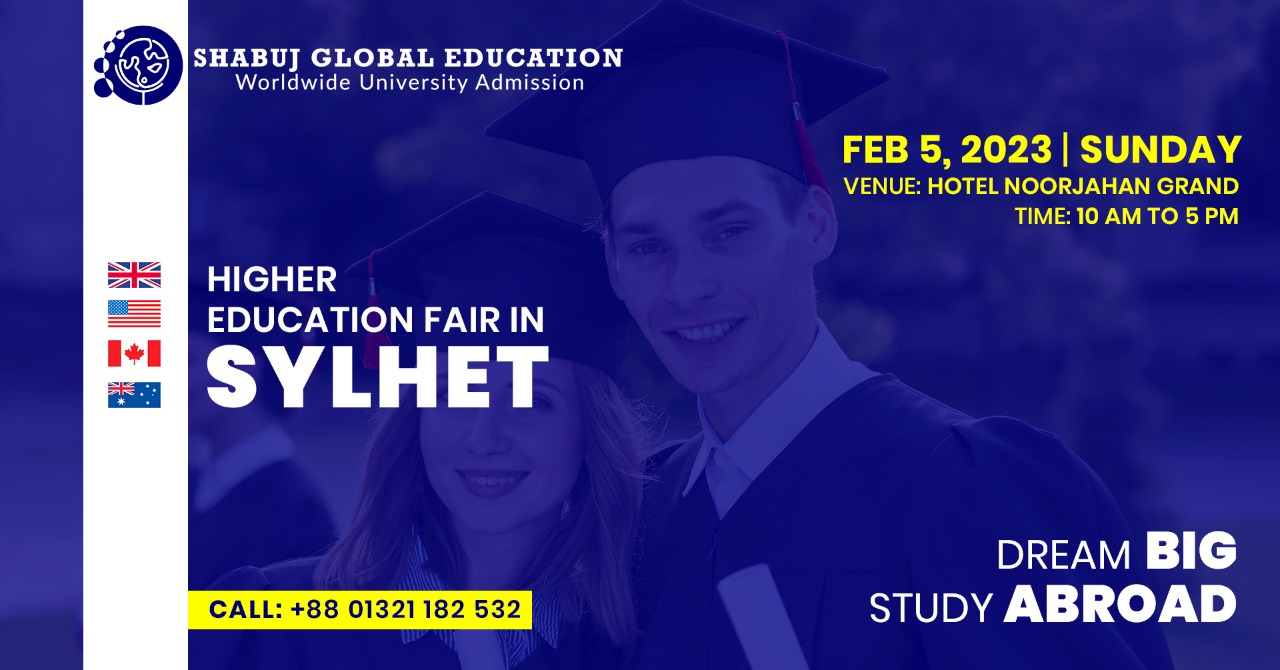 SHABUJ GLOBAL EDUCATION
Worldwide University Admission
FEB 5, 2023 | SUNDAY
VENUE: HOTEL NOORJAHAN GRAND
TIME: 10 AM TO 5 PM
HIGHER
EDUCATION FAIR IN
SYLHET
DREAM BIG
STUDY ABROAD
CALL: +88 01321 182 532